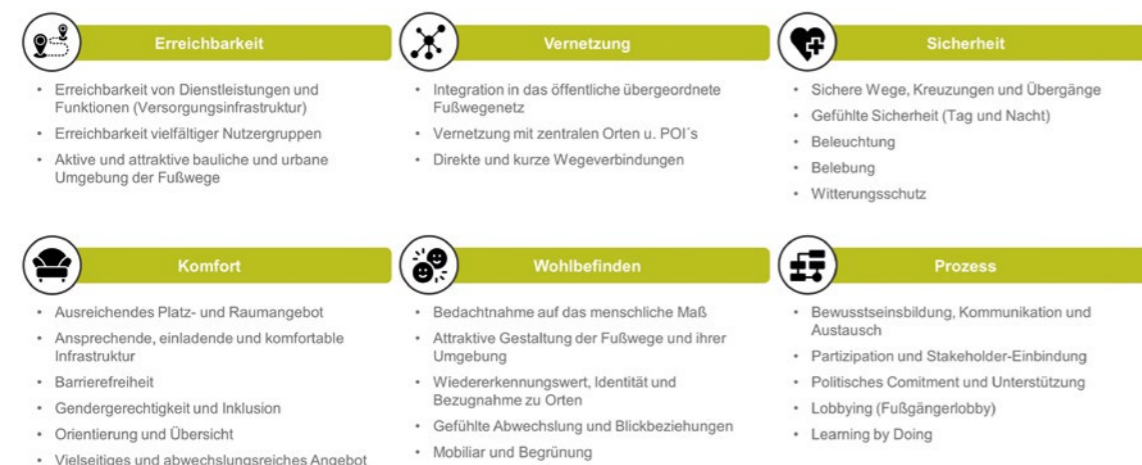 Erreichbarkeit
• Erreichbarkeit von Dienstleistungen und
Funktionen (Versorgungsinfrastruktur)
• Erreichbarkeit vielfältiger Nutzergruppen
• Aktive und attraktive bauliche und urbane
Umgebung der Fußwege
Vernetzung
• Integration in das öffentliche übergeordnete
Fußwegenetz
• Vernetzung mit zentralen Orten u. POI´s
• Direkte und kurze Wegeverbindungen
Sicherheit
• Sichere Wege, Kreuzungen und Übergänge
• Gefühlte Sicherheit (Tag und Nacht)
• Beleuchtung
• Belebung
• Witterungsschutz
Komfort
• Ausreichendes Platz- und Raumangebot
• Ansprechende, einladende und komfortable
Infrastruktur
• Barrierefreiheit
• Gendergerechtigkeit und Inklusion
• Orientierung und Übersicht
• Vielseitiges und abwechslungsreiches Angebot
Wohlbefinden
• Bedachtnahme auf das menschliche Maß
• Attraktive Gestaltung der Fußwege und ihrer
Umgebung
• Wiedererkennungswert, Identität und
Bezugnahme zu Orten
• Gefühlte Abwechslung und Blickbeziehungen
• Mobiliar und Begrünung
Prozess
• Bewusstseinsbildung, Kommunikation und
Austausch
• Partizipation und Stakeholder-Einbindung
• Politisches Comitment und Unterstützung
• Lobbying (Fußgängerlobby)
• Learning by Doing